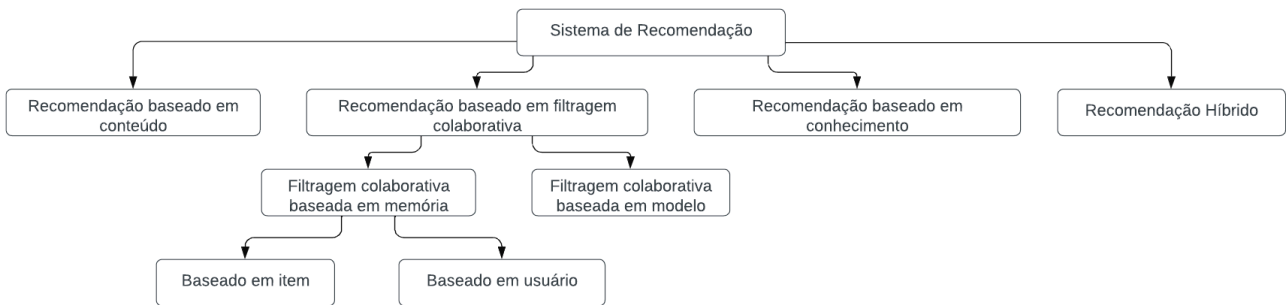 Sistema de Recomendação
Recomendação baseado em
conteúdo
Recomendação baseado em filtragem
colaborativa
Recomendação baseado em
conhecimento
Recomendação Híbrido
Filtragem colaborativa
baseada em memória
Filtragem colaborativa
baseada em modelo
Baseado em item
Baseado em usuário